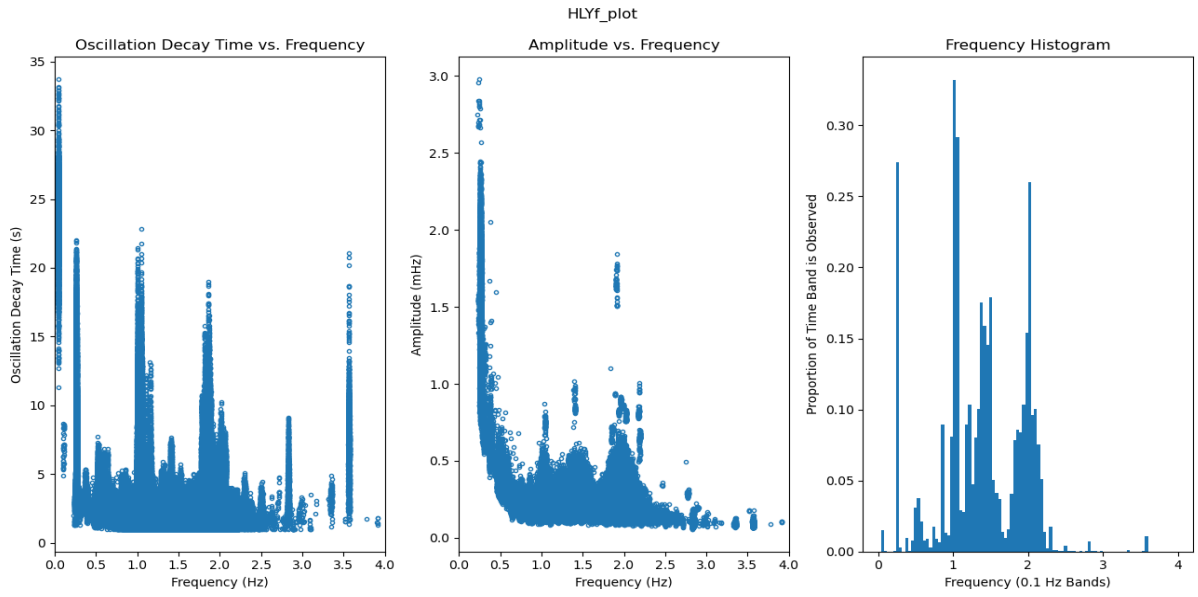 HLYf_plot
Oscillation Decay Time vs. Frequency
Oscillation Decay Time (s)
35
30
25
20
15
10
5
0
0.0 0.5 1.0 1.5 2.0 2.5 3.0 3.5 4.0
Frequency (Hz)
Amplitude vs. Frequency
Amplitude (mHz)
3.0
2.5
2.0
1.5
1.0
0.5
0.0
0.0 0.5 1.0 1.5 2.0 2.5 3.0 3.5 4.0
Frequency (Hz)
Frequency Histogram
Proportion of Time Band is Observed
0.30
0.25
0.20
0.15
0.10
0.05
0.00
0 1 2 3 4
Frequency (0.1 Hz Bands)